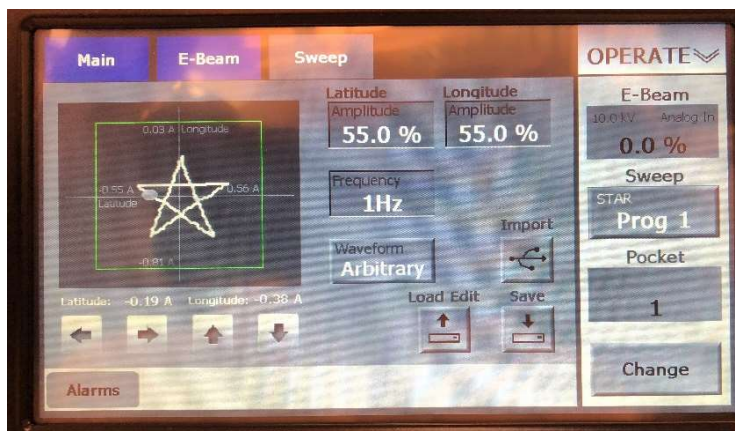 Main
E-Beam
Sweep
OPERATE
Latitude
Longitude
Amplitude
55.0 %
Amplitude
55.0 %
Frequency
1Hz
Waveform
Arbitrary
Import
Load Edit
Save
0.03 A Longitude
-0.55 A
Latitude
0.56 A
-0.81 A
Latitude: -0.19 A Longitude: -0.38 A
Alarms
E-Beam
10.0 kV Analog In
0.0 %
Sweep
STAR
Prog 1
Pocket
1
Change